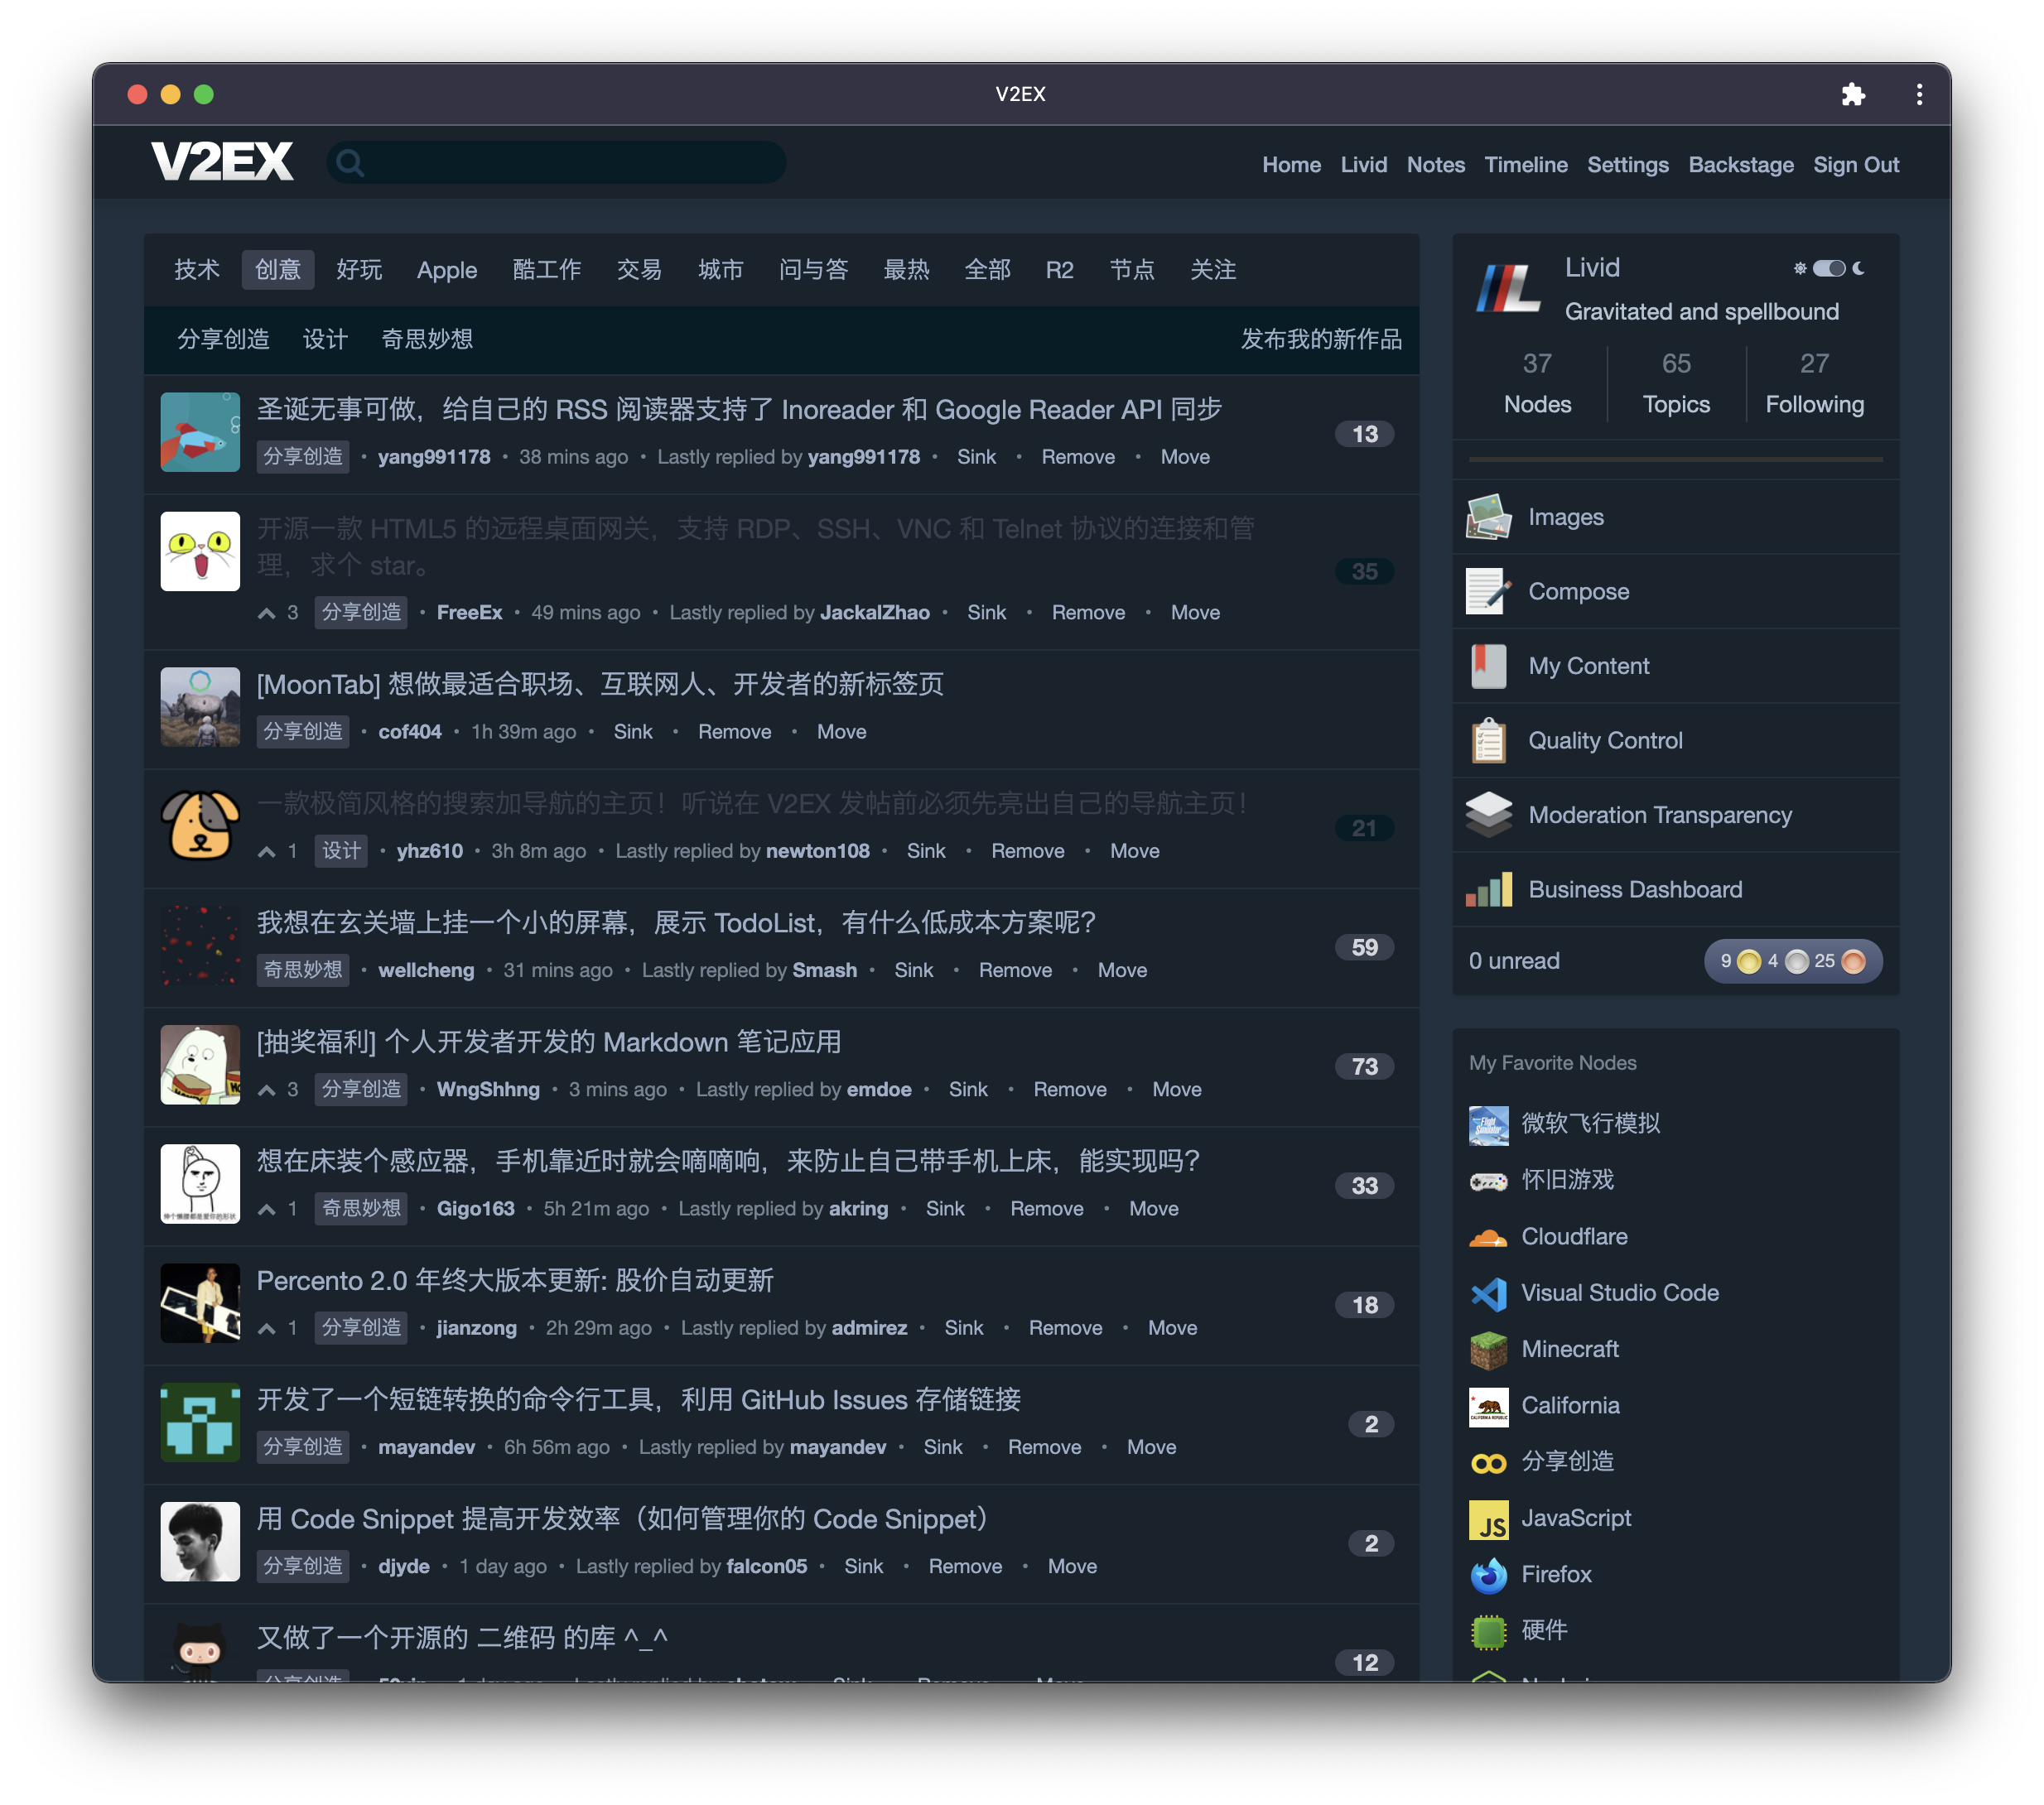 V2EX
V2EX
Home Livid Notes Timeline Settings Backstage Sign Out
技术 创意 好玩 Apple 酷工作 交易 城市 问与答 最热 全部 R2 节点 关注
分享创造 设计 奇思妙想 发布我的新作品
圣诞无事可做，给自己的 RSS 阅读器支持了 Inoreader 和 Google Reader API 同步
13
分享创造 • yang991178 • 38 mins ago • Lastly replied by yang991178 • Sink • Remove • Move
开源一款 HTML5 的远程桌面网关，支持 RDP、SSH、VNC 和 Telnet 协议的连接和管
理，求个 star。
35
3 分享创造 • FreeEx • 49 mins ago • Lastly replied by JackalZhao • Sink • Remove • Move
[MoonTab] 想做最适合职场、互联网人、开发者的新标签页
分享创造 • cof404 • 1h 39m ago • Sink • Remove • Move
一款极简风格的搜索加导航的主页！听说在 V2EX 发帖前必须先亮出自己的导航主页！
21
1 设计 • yhz610 • 3h 8m ago • Lastly replied by newton108 • Sink • Remove • Move
我想在玄关墙上挂一个小的屏幕，展示 TodoList，有什么低成本方案呢？
59
奇思妙想 • wellcheng • 31 mins ago • Lastly replied by Smash • Sink • Remove • Move
[抽奖福利] 个人开发者开发的 Markdown 笔记应用
73
3 分享创造 • WngShhng • 3 mins ago • Lastly replied by emdoe • Sink • Remove • Move
想在床装个感应器，手机靠近时就会嘀嘀响，来防止自己带手机上床，能实现吗？
33
1 奇思妙想 • Gigo163 • 5h 21m ago • Lastly replied by akring • Sink • Remove • Move
Percento 2.0 年终大版本更新: 股价自动更新
18
1 分享创造 • jianzong • 2h 29m ago • Lastly replied by admirez • Sink • Remove • Move
开发了一个短链转换的命令行工具，利用 GitHub Issues 存储链接
2
分享创造 • mayandev • 6h 56m ago • Lastly replied by mayandev • Sink • Remove • Move
用 Code Snippet 提高开发效率（如何管理你的 Code Snippet）
2
分享创造 • djyde • 1 day ago • Lastly replied by falcon05 • Sink • Remove • Move
又做了一个开源的 二维码 的库 ^_^
12
Livid
Gravitated and spellbound
37 65 27
Nodes Topics Following
Images
Compose
My Content
Quality Control
Moderation Transparency
Business Dashboard
0 unread 9 4 25
My Favorite Nodes
微软飞行模拟
怀旧游戏
Cloudflare
Visual Studio Code
Minecraft
California
分享创造
JS JavaScript
Firefox
硬件